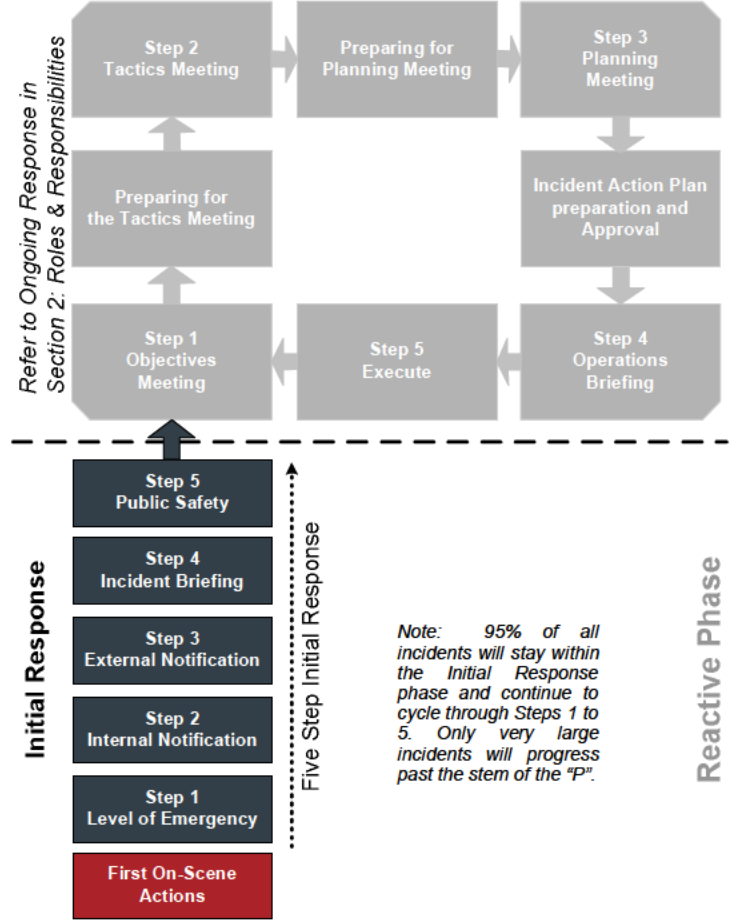 Refer to Ongoing Response in
Section 2: Roles & Responsibilities
Step 2
Tactics Meeting
Preparing for
Planning Meeting
Step 3
Planning
Meeting
Preparing for
the Tactics Meeting
Incident Action Plan
preparation and
Approval
Step 1
Objectives
Meeting
Step 5
Execute
Step 4
Operations
Briefing
Initial Response
Step 5
Public Safety
Step 4
Incident Briefing
Step 3
External Notification
Step 2
Internal Notification
Step 1
Level of Emergency
First On-Scene
Actions
Five Step Initial Response
Note: 95% of all
incidents will stay within
the Initial Response
phase and continue to
cycle through Steps 1 to
5. Only very large
incidents will progress
past the stem of the “P”.
Reactive Phase